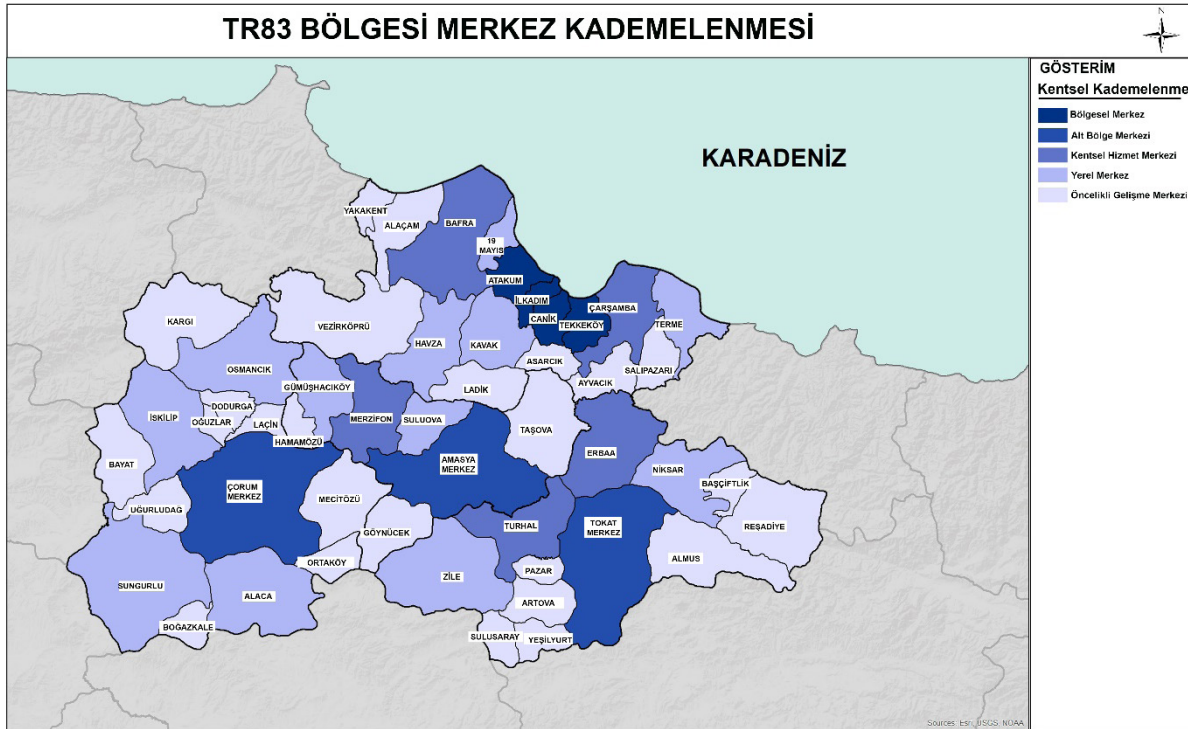 TR83 BÖLGESİ MERKEZ KADEMELENMESİ
GÖSTERİM
Kentsel Kademelenme
Bölgesel Merkez
Alt Bölge Merkezi
Kentsel Hizmet Merkezi
Yerel Merkez
Öncelikli Gelişme Merkezi
KARADENİZ
YAKAKENT
ALAÇAM
BAFRA
19
MAYIS
ATAKUM
İLKADIM
CANİK
TEKKEKÖY
ÇARŞAMBA
TERME
KARGI
VEZİRKÖPRÜ
HAVZA
KAVAK
ASARCIK
AYVACIK
SALIPAZARI
OSMANCIK
GÜMÜŞHACIKÖY
LADİK
DODURGA
İSKİLİP
OĞUZLAR
LAÇİN
HAMAMÖZÜ
MERZİFON
SULUOVA
TAŞOVA
ERBAA
BAYAT
AMASYA
MERKEZ
NİKSAR
BAŞÇİFTLİK
ÇORUM
MERKEZ
MECİTÖZÜ
UĞURLUDAĞ
GÖYNÜCEK
TURHAL
TOKAT
MERKEZ
REŞADİYE
ORTAKÖY
ALMUS
SUNGURLU
ALACA
ZİLE
PAZAR
ARTOVA
BOĞAZKALE
SULUSARAY
YEŞİLYURT
Sources: Esri, USGS, NOAA